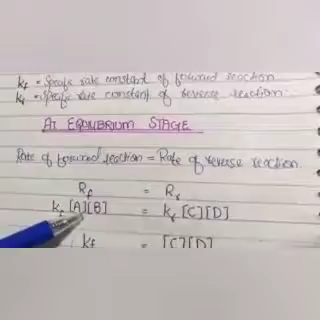 kf = Specific rate constant of forward reaction
kr = Specific rate constant of reverse reaction.
AT EQUILIBRIUM STAGE
Rate of forward reaction = Rate of reverse reaction
Rf = Rr
kf [A][B] = kr [C][D]
kf [C][D]